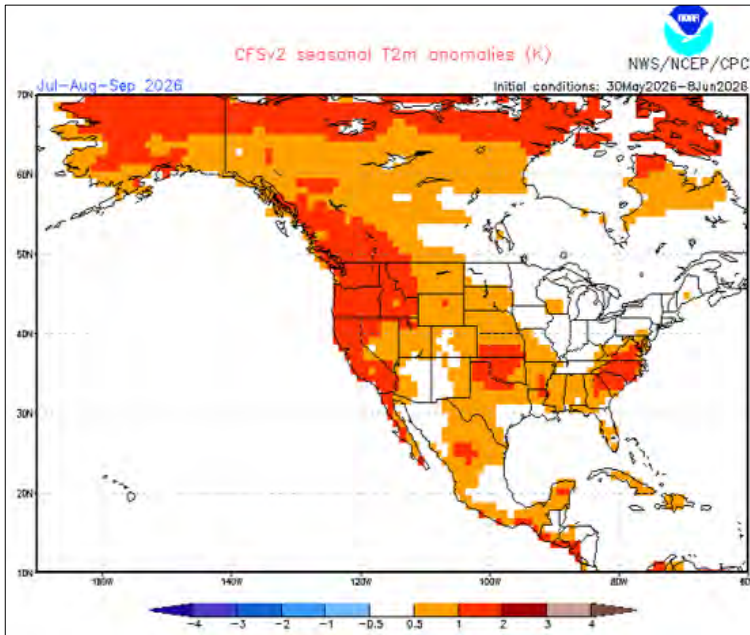 noaa
CFSv2 seasonal T2m anomalies (K)
NWS/NCEP/CPC
Jul-Aug-Sep 2026
Initial conditions: 30May2026-8Jun2026
70N
60N
50N
40N
30N
20N
10N
160W 140W 120W 100W 80W 60
-4 -3 -2 -1 -0.5 0.5 1 2 3 4